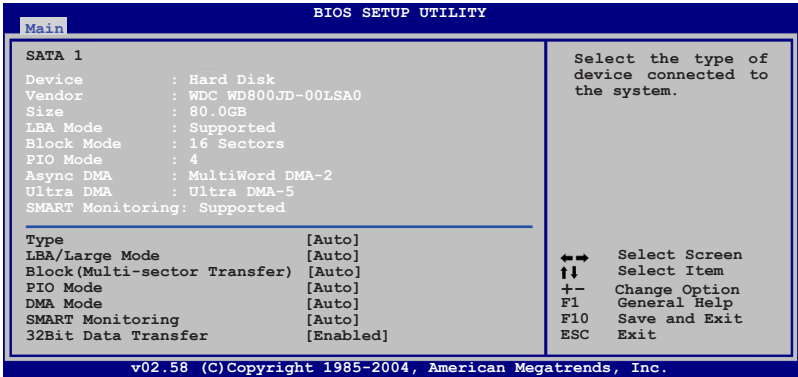 BIOS SETUP UTILITY
Main
SATA 1
Device : Hard Disk
Vendor : WDC WD800JD-00LSA0
Size : 80.0GB
LBA Mode : Supported
Block Mode : 16 Sectors
PIO Mode : 4
Async DMA : MultiWord DMA-2
Ultra DMA : Ultra DMA-5
SMART Monitoring: Supported
Type [Auto]
LBA/Large Mode [Auto]
Block(Multi-sector Transfer) [Auto]
PIO Mode [Auto]
DMA Mode [Auto]
SMART Monitoring [Auto]
32Bit Data Transfer [Enabled]
Select the type of
device connected to
the system.
←→ Select Screen
↑↓ Select Item
+- Change Option
F1 General Help
F10 Save and Exit
ESC Exit
v02.58 (C)Copyright 1985-2004, American Megatrends, Inc.